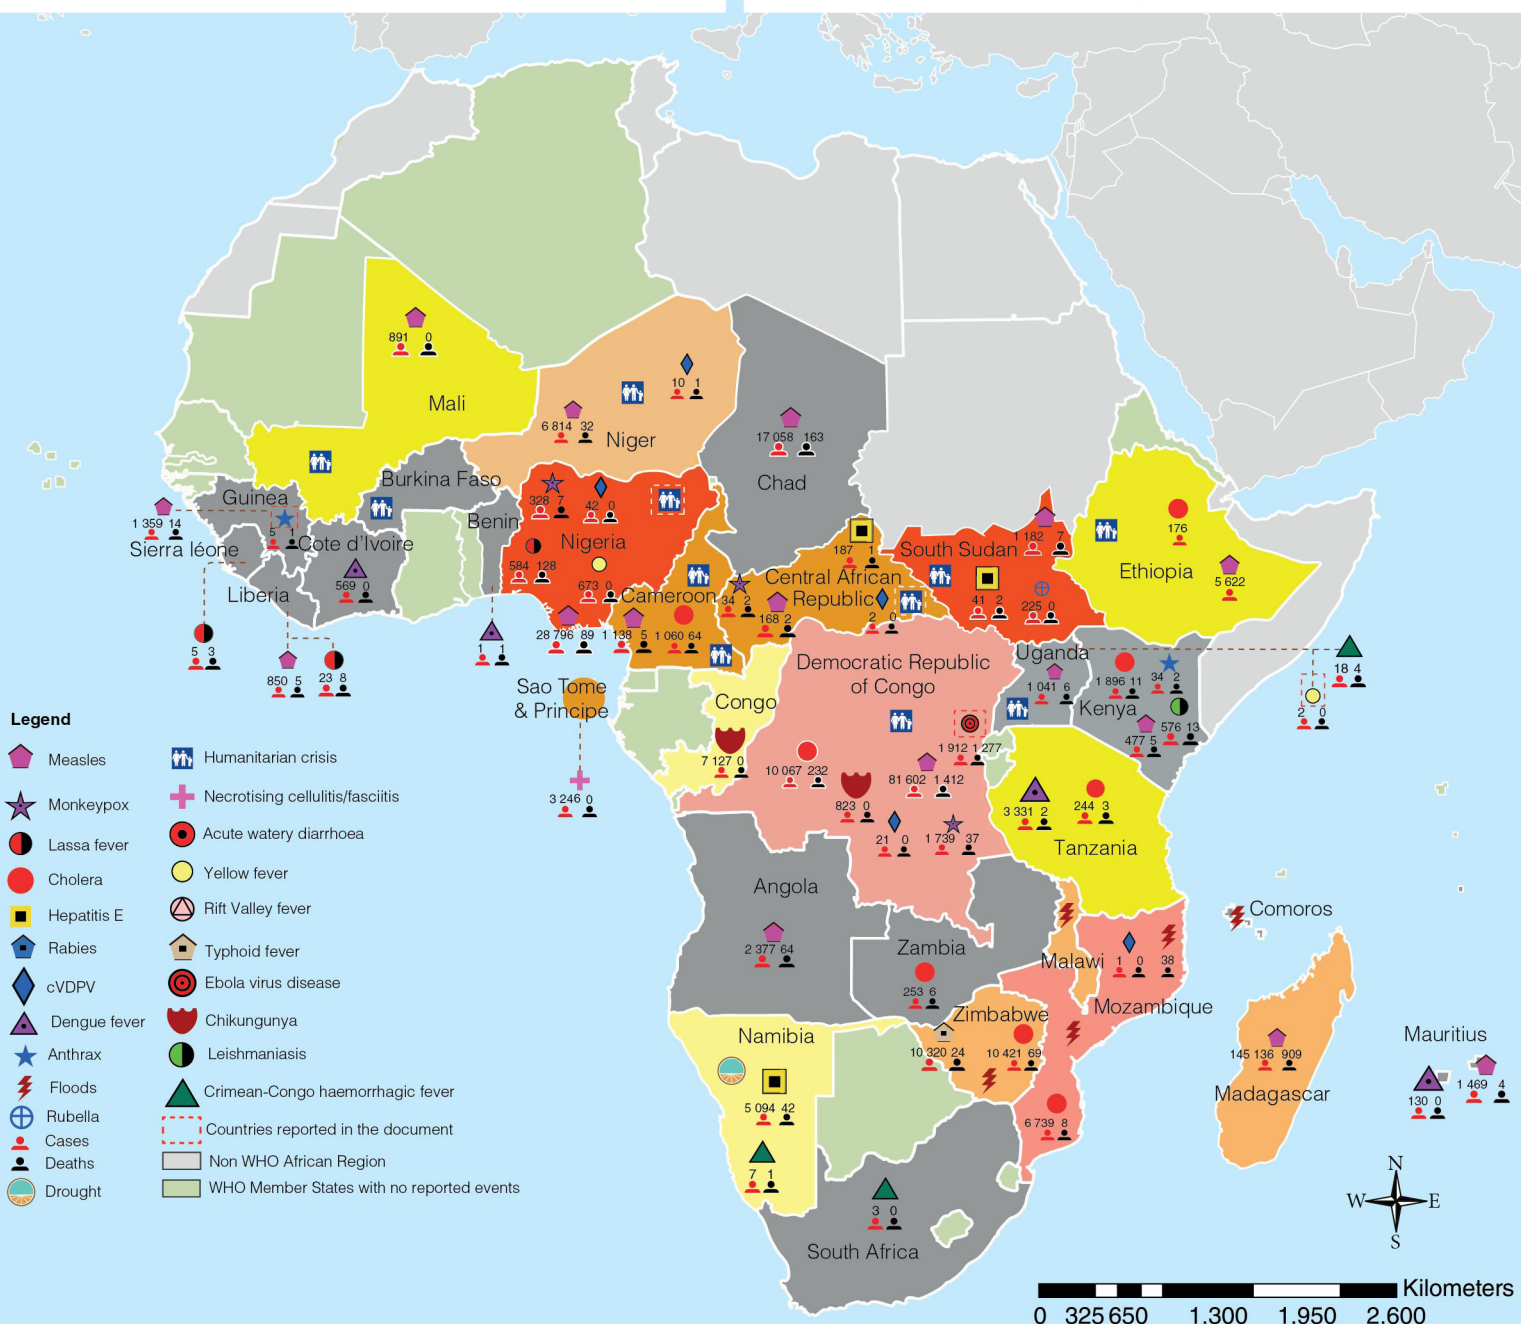 891 0
Mali
10 1
6 814 32
Niger
17 058 163
Chad
Burkina Faso
Guinea
1 359 14
5 1
Sierra léone
Cote d'Ivoire
Benin
328 7
42 0
Nigeria
584 128
673 0
569 0
Liberia
28 796 89
Cameroon
1 138 5
1 060 64
34 2
187 1
Central African
Republic
168 2
2 0
South Sudan
1 182 7
41 2
225 0
176
Ethiopia
5 622
5 3
850 5
23 8
1 1
Sao Tome
& Principe
3 246 0
Congo
7 127 0
Democratic Republic
of Congo
10 067 232
1 912 1 277
81 602 1 412
823 0
21 0
1 739 37
Uganda
1 041 6
1 896 11
34 2
Kenya
477 5
576 13
18 4
2 0
3 331 2
244 3
Tanzania
Angola
2 377 64
Zambia
253 6
Malawi
1 0
38
Mozambique
Comoros
Zimbabwe
10 320 24
10 421 69
6 739 8
Namibia
5 094 42
7 1
3 0
South Africa
145 136 909
Madagascar
Mauritius
130 0
1 469 4
Legend
Measles
Monkeypox
Lassa fever
Cholera
Hepatitis E
Rabies
cVDPV
Dengue fever
Anthrax
Floods
Rubella
Cases
Deaths
Drought
Humanitarian crisis
Necrotising cellulitis/fasciitis
Acute watery diarrhoea
Yellow fever
Rift Valley fever
Typhoid fever
Ebola virus disease
Chikungunya
Leishmaniasis
Crimean-Congo haemorrhagic fever
Countries reported in the document
Non WHO African Region
WHO Member States with no reported events
N
W E
S
Kilometers
0 325 650 1.300 1.950 2.600